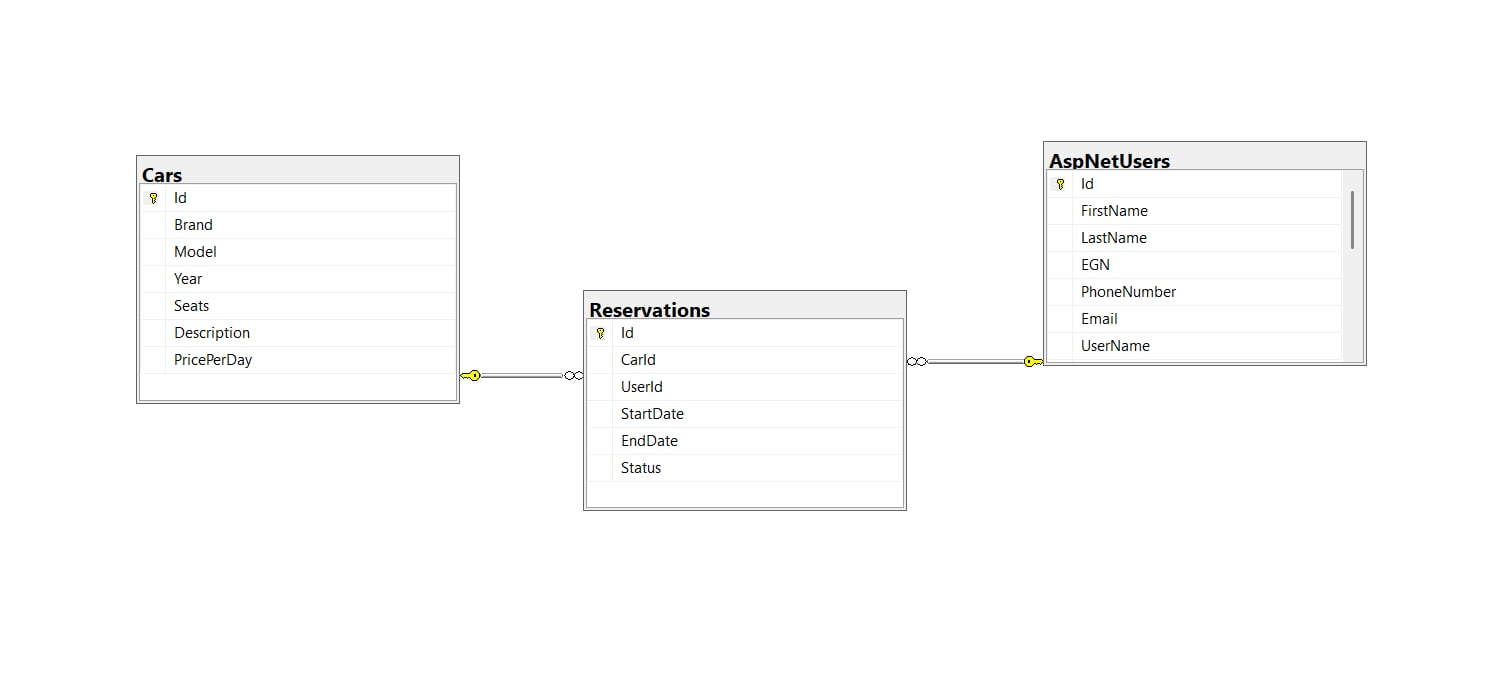 Cars
Id
Brand
Model
Year
Seats
Description
PricePerDay
Reservations
Id
CarId
UserId
StartDate
EndDate
Status
AspNetUsers
Id
FirstName
LastName
EGN
PhoneNumber
Email
UserName